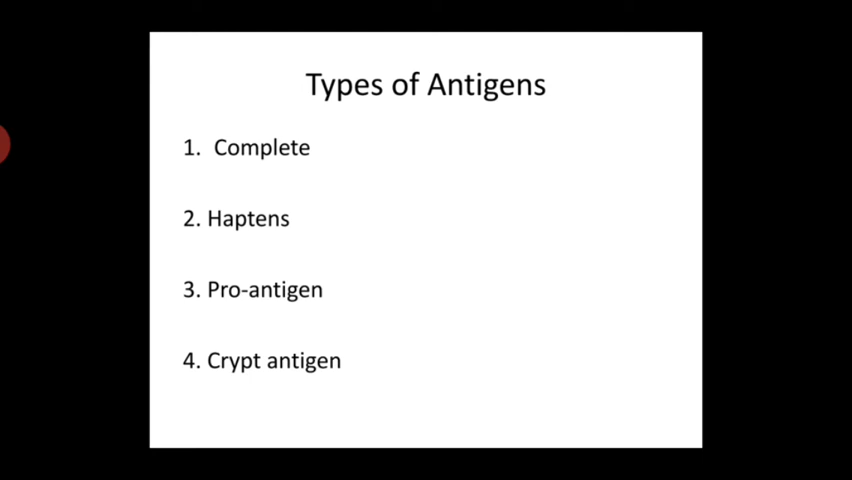 Types of Antigens
1. Complete
2. Haptens
3. Pro-antigen
4. Crypt antigen